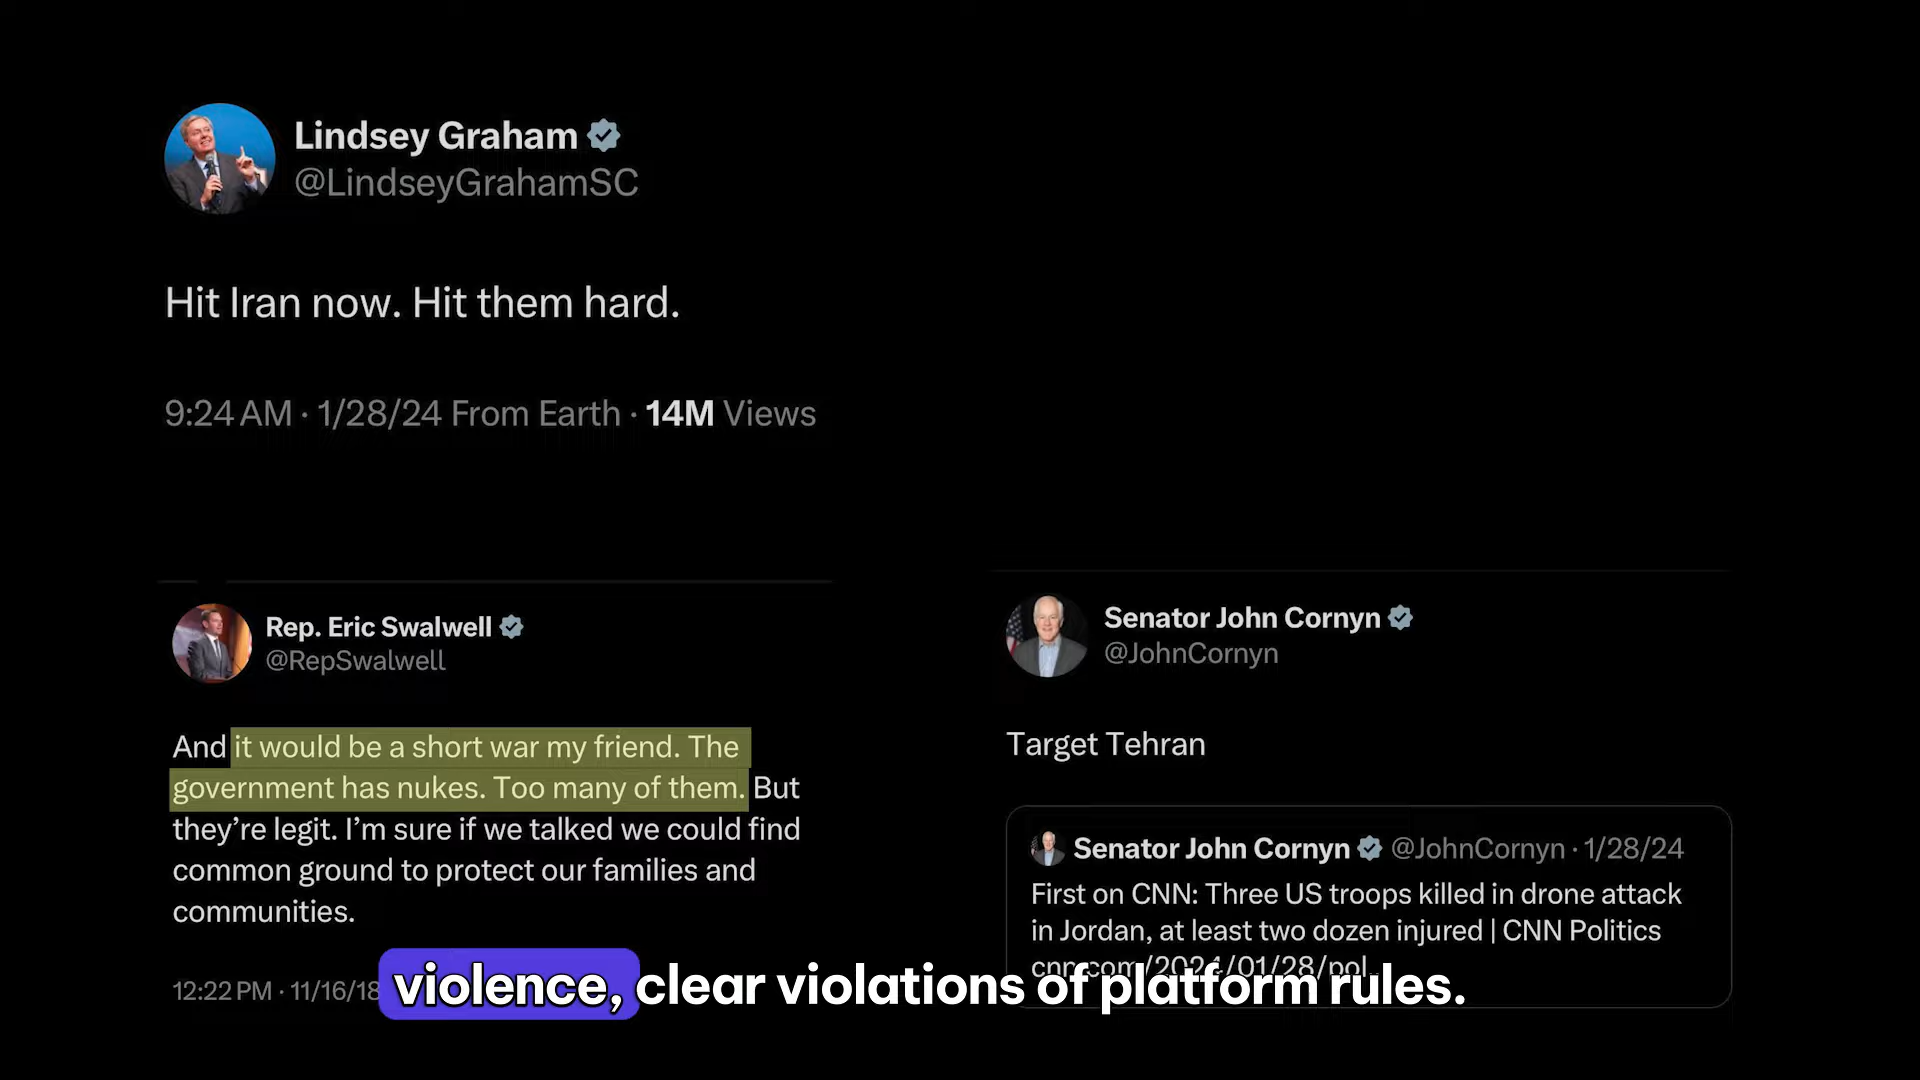 Lindsey Graham
@LindseyGrahamSC
Hit Iran now. Hit them hard.
9:24 AM · 1/28/24 From Earth · 14M Views
Rep. Eric Swalwell
@RepSwalwell
And it would be a short war my friend. The
government has nukes. Too many of them. But
they’re legit. I’m sure if we talked we could find
common ground to protect our families and
communities.
12:22 PM · 11/16/18
Senator John Cornyn
@JohnCornyn
Target Tehran
Senator John Cornyn @JohnCornyn · 1/28/24
First on CNN: Three US troops killed in drone attack
in Jordan, at least two dozen injured | CNN Politics
cnn.com/2024/01/28/pol…
violence, clear violations of platform rules.